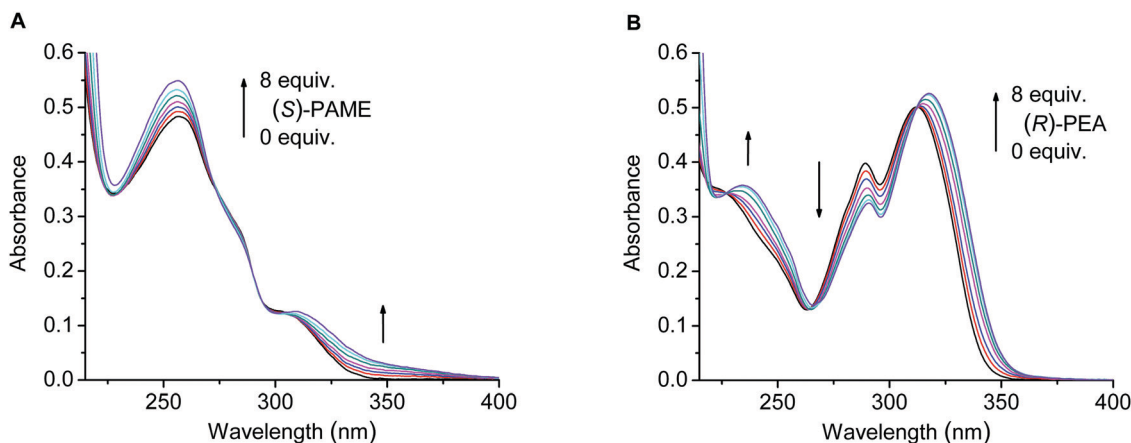 A
0.6
0.5
0.4
0.3
0.2
0.1
0.0
Absorbance
8 equiv.
(S)-PAME
0 equiv.
250
300
350
400
Wavelength (nm)
B
0.6
0.5
0.4
0.3
0.2
0.1
0.0
Absorbance
8 equiv.
(R)-PEA
0 equiv.
250
300
350
400
Wavelength (nm)